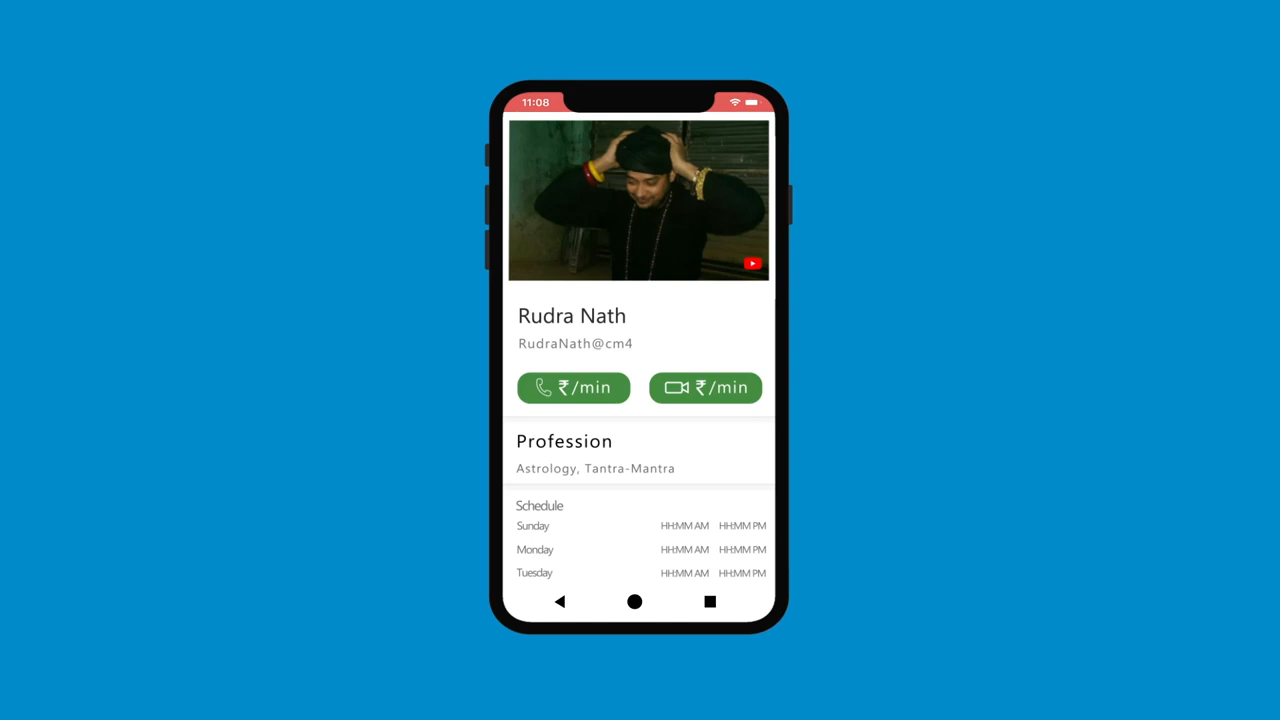 11:08
Rudra Nath
RudraNath@cm4
₹/min ₹/min
Profession
Astrology, Tantra-Mantra
Schedule
Sunday HH:MM AM HH:MM PM
Monday HH:MM AM HH:MM PM
Tuesday HH:MM AM HH:MM PM